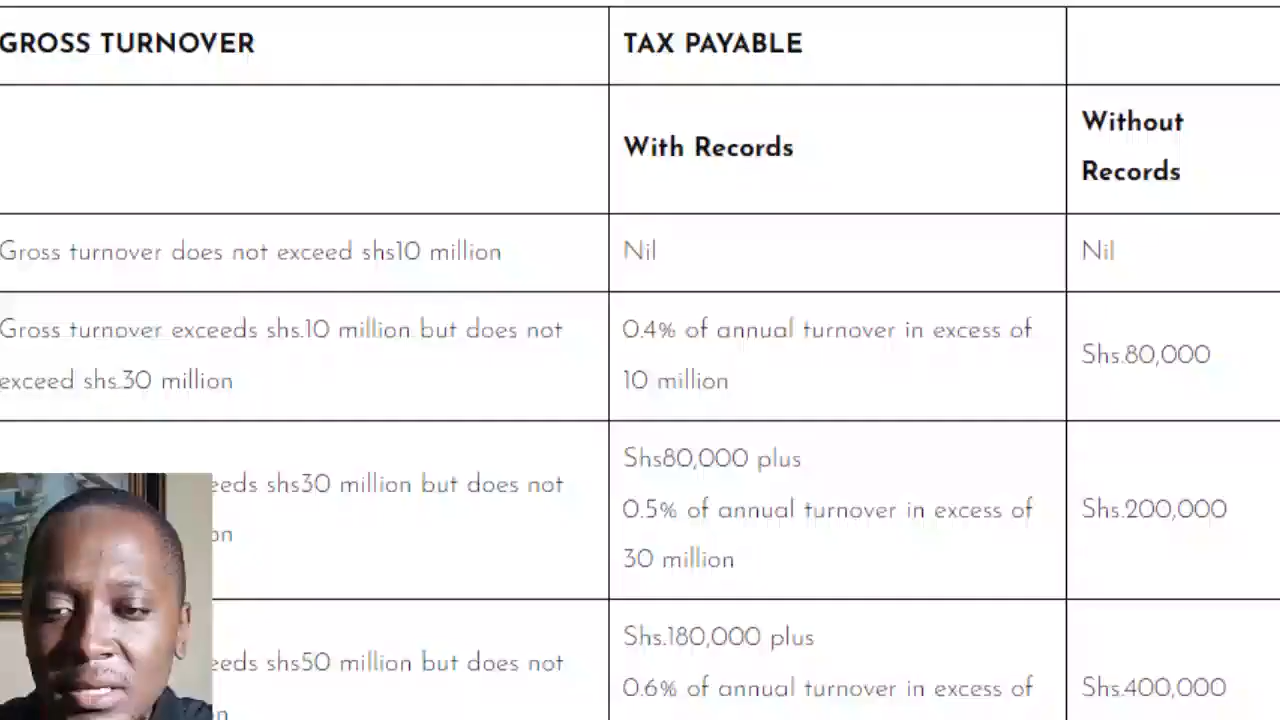 GROSS TURNOVER
TAX PAYABLE
With Records
Without
Records
Gross turnover does not exceed shs10 million
Nil
Nil
Gross turnover exceeds shs.10 million but does not
exceed shs.30 million
0.4% of annual turnover in excess of
10 million
Shs.80,000
shs30 million but does not
Shs80,000 plus
0.5% of annual turnover in excess of
30 million
Shs.200,000
shs50 million but does not
Shs.180,000 plus
0.6% of annual turnover in excess of
Shs.400,000